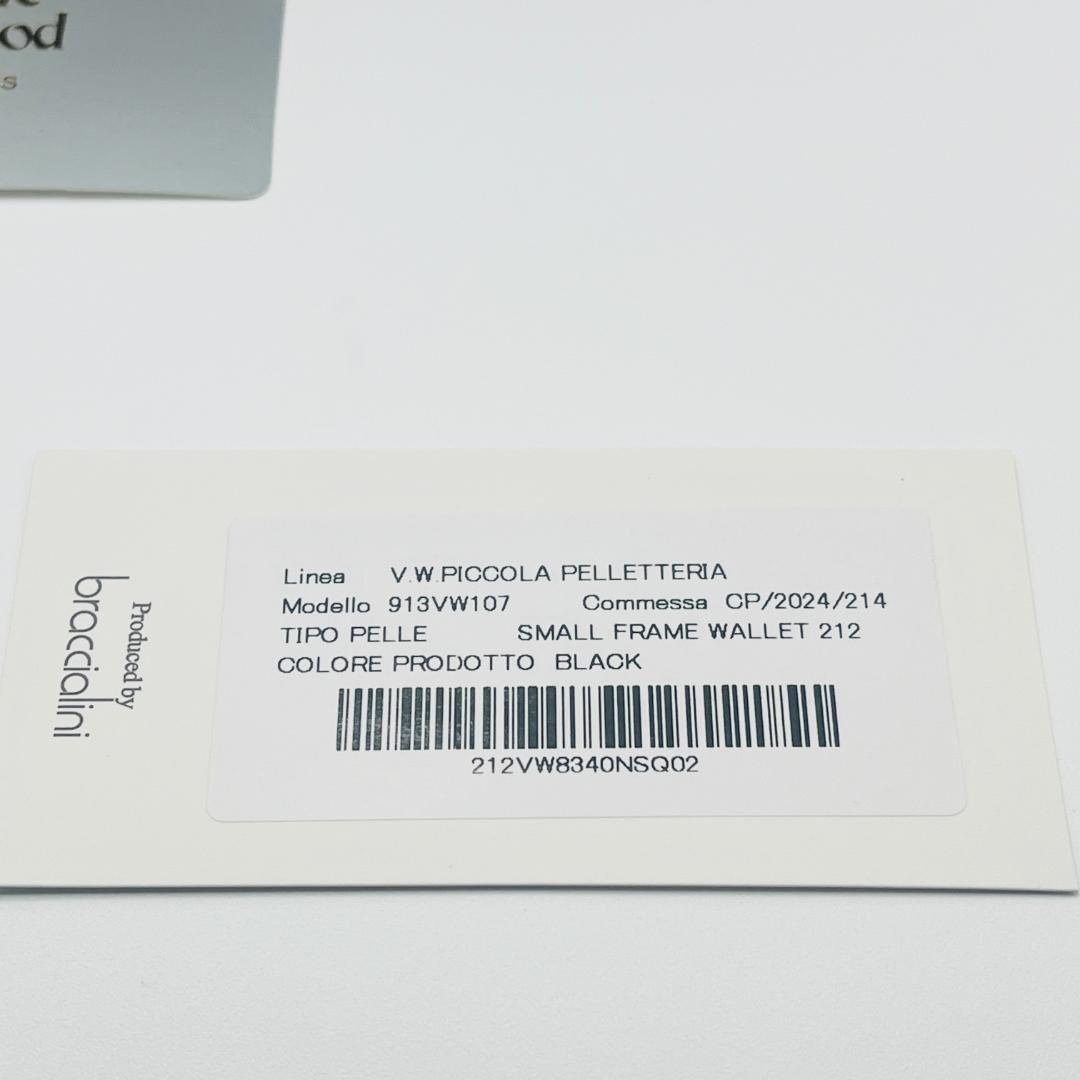 ood
s
Produced by
braccialini
Linea V.W.PICCOLA PELLETTERIA
Modello 913VW107 Commessa CP/2024/214
TIPO PELLE SMALL FRAME WALLET 212
COLORE PRODOTTO BLACK
212VW8340NSQ02